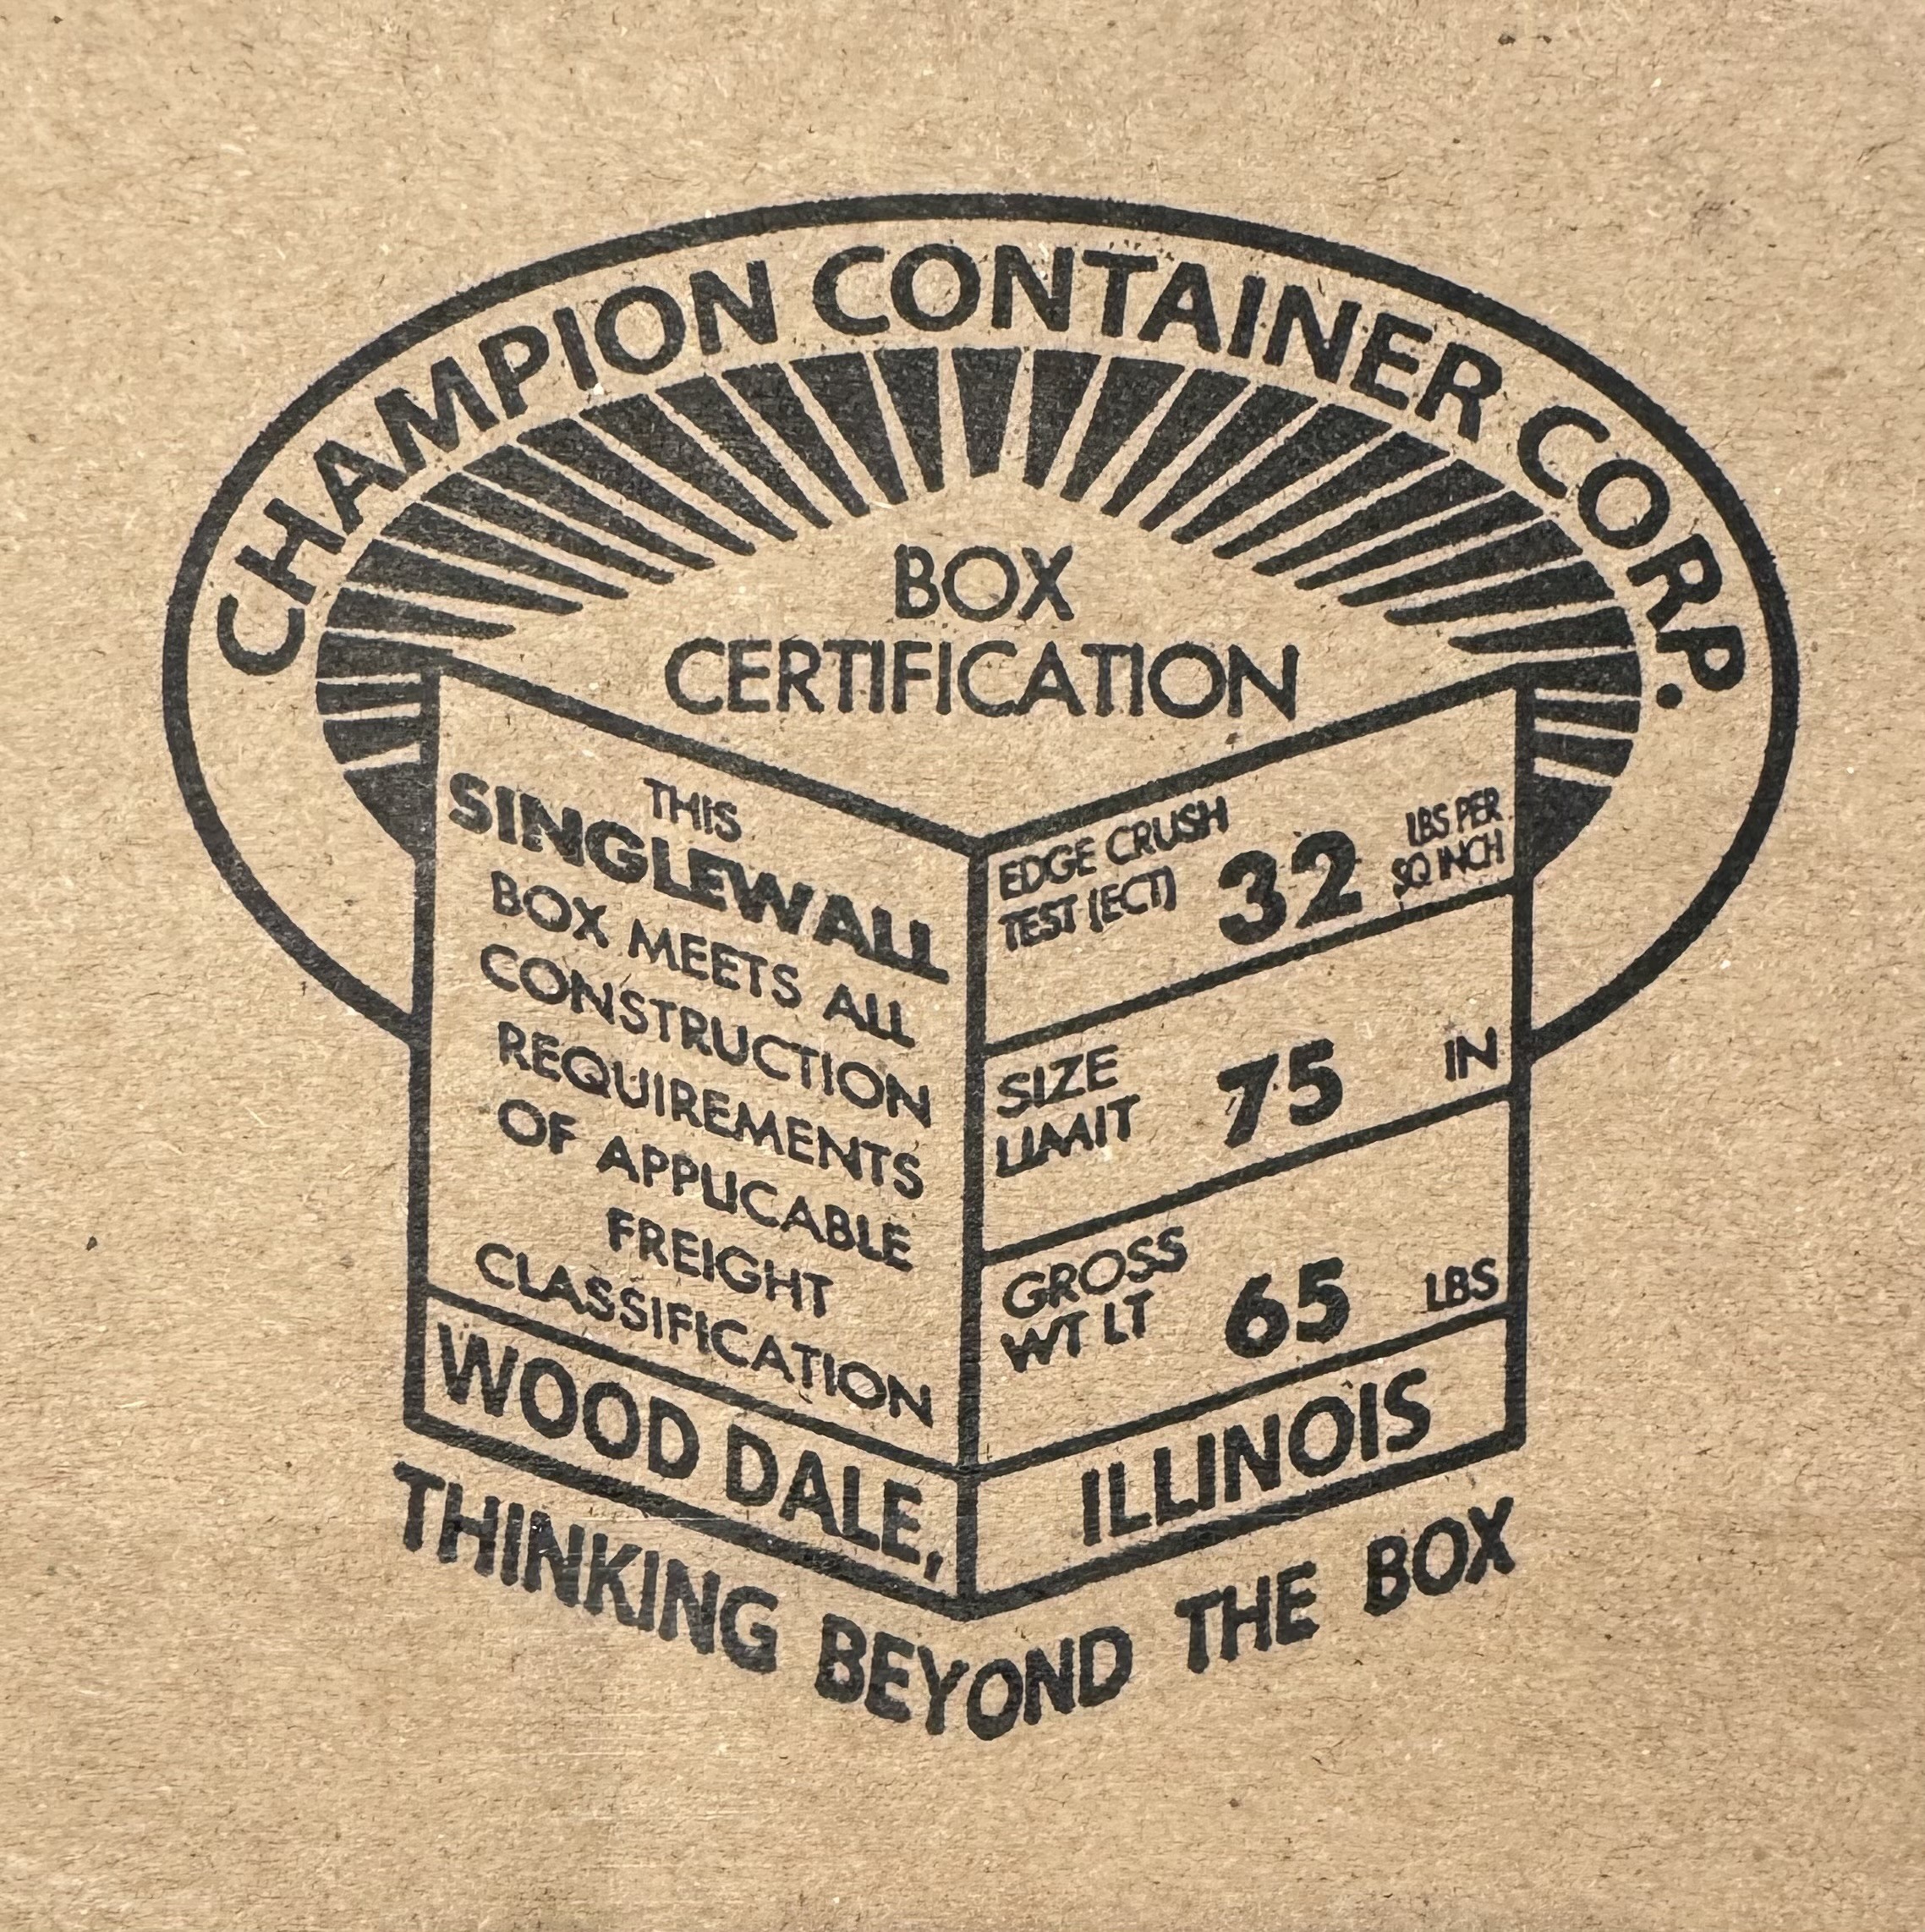 CHAMPION CONTAINER CORP.
BOX
CERTIFICATION
THIS
SINGLEWALL
BOX MEETS ALL
CONSTRUCTION
REQUIREMENTS
OF APPLICABLE
FREIGHT
CLASSIFICATION
EDGE CRUSH
TEST (ECT)
32
LBS PER
SQ INCH
SIZE
LIMIT
75
IN
GROSS
WT LT
65
LBS
WOOD DALE,
ILLINOIS
THINKING BEYOND THE BOX